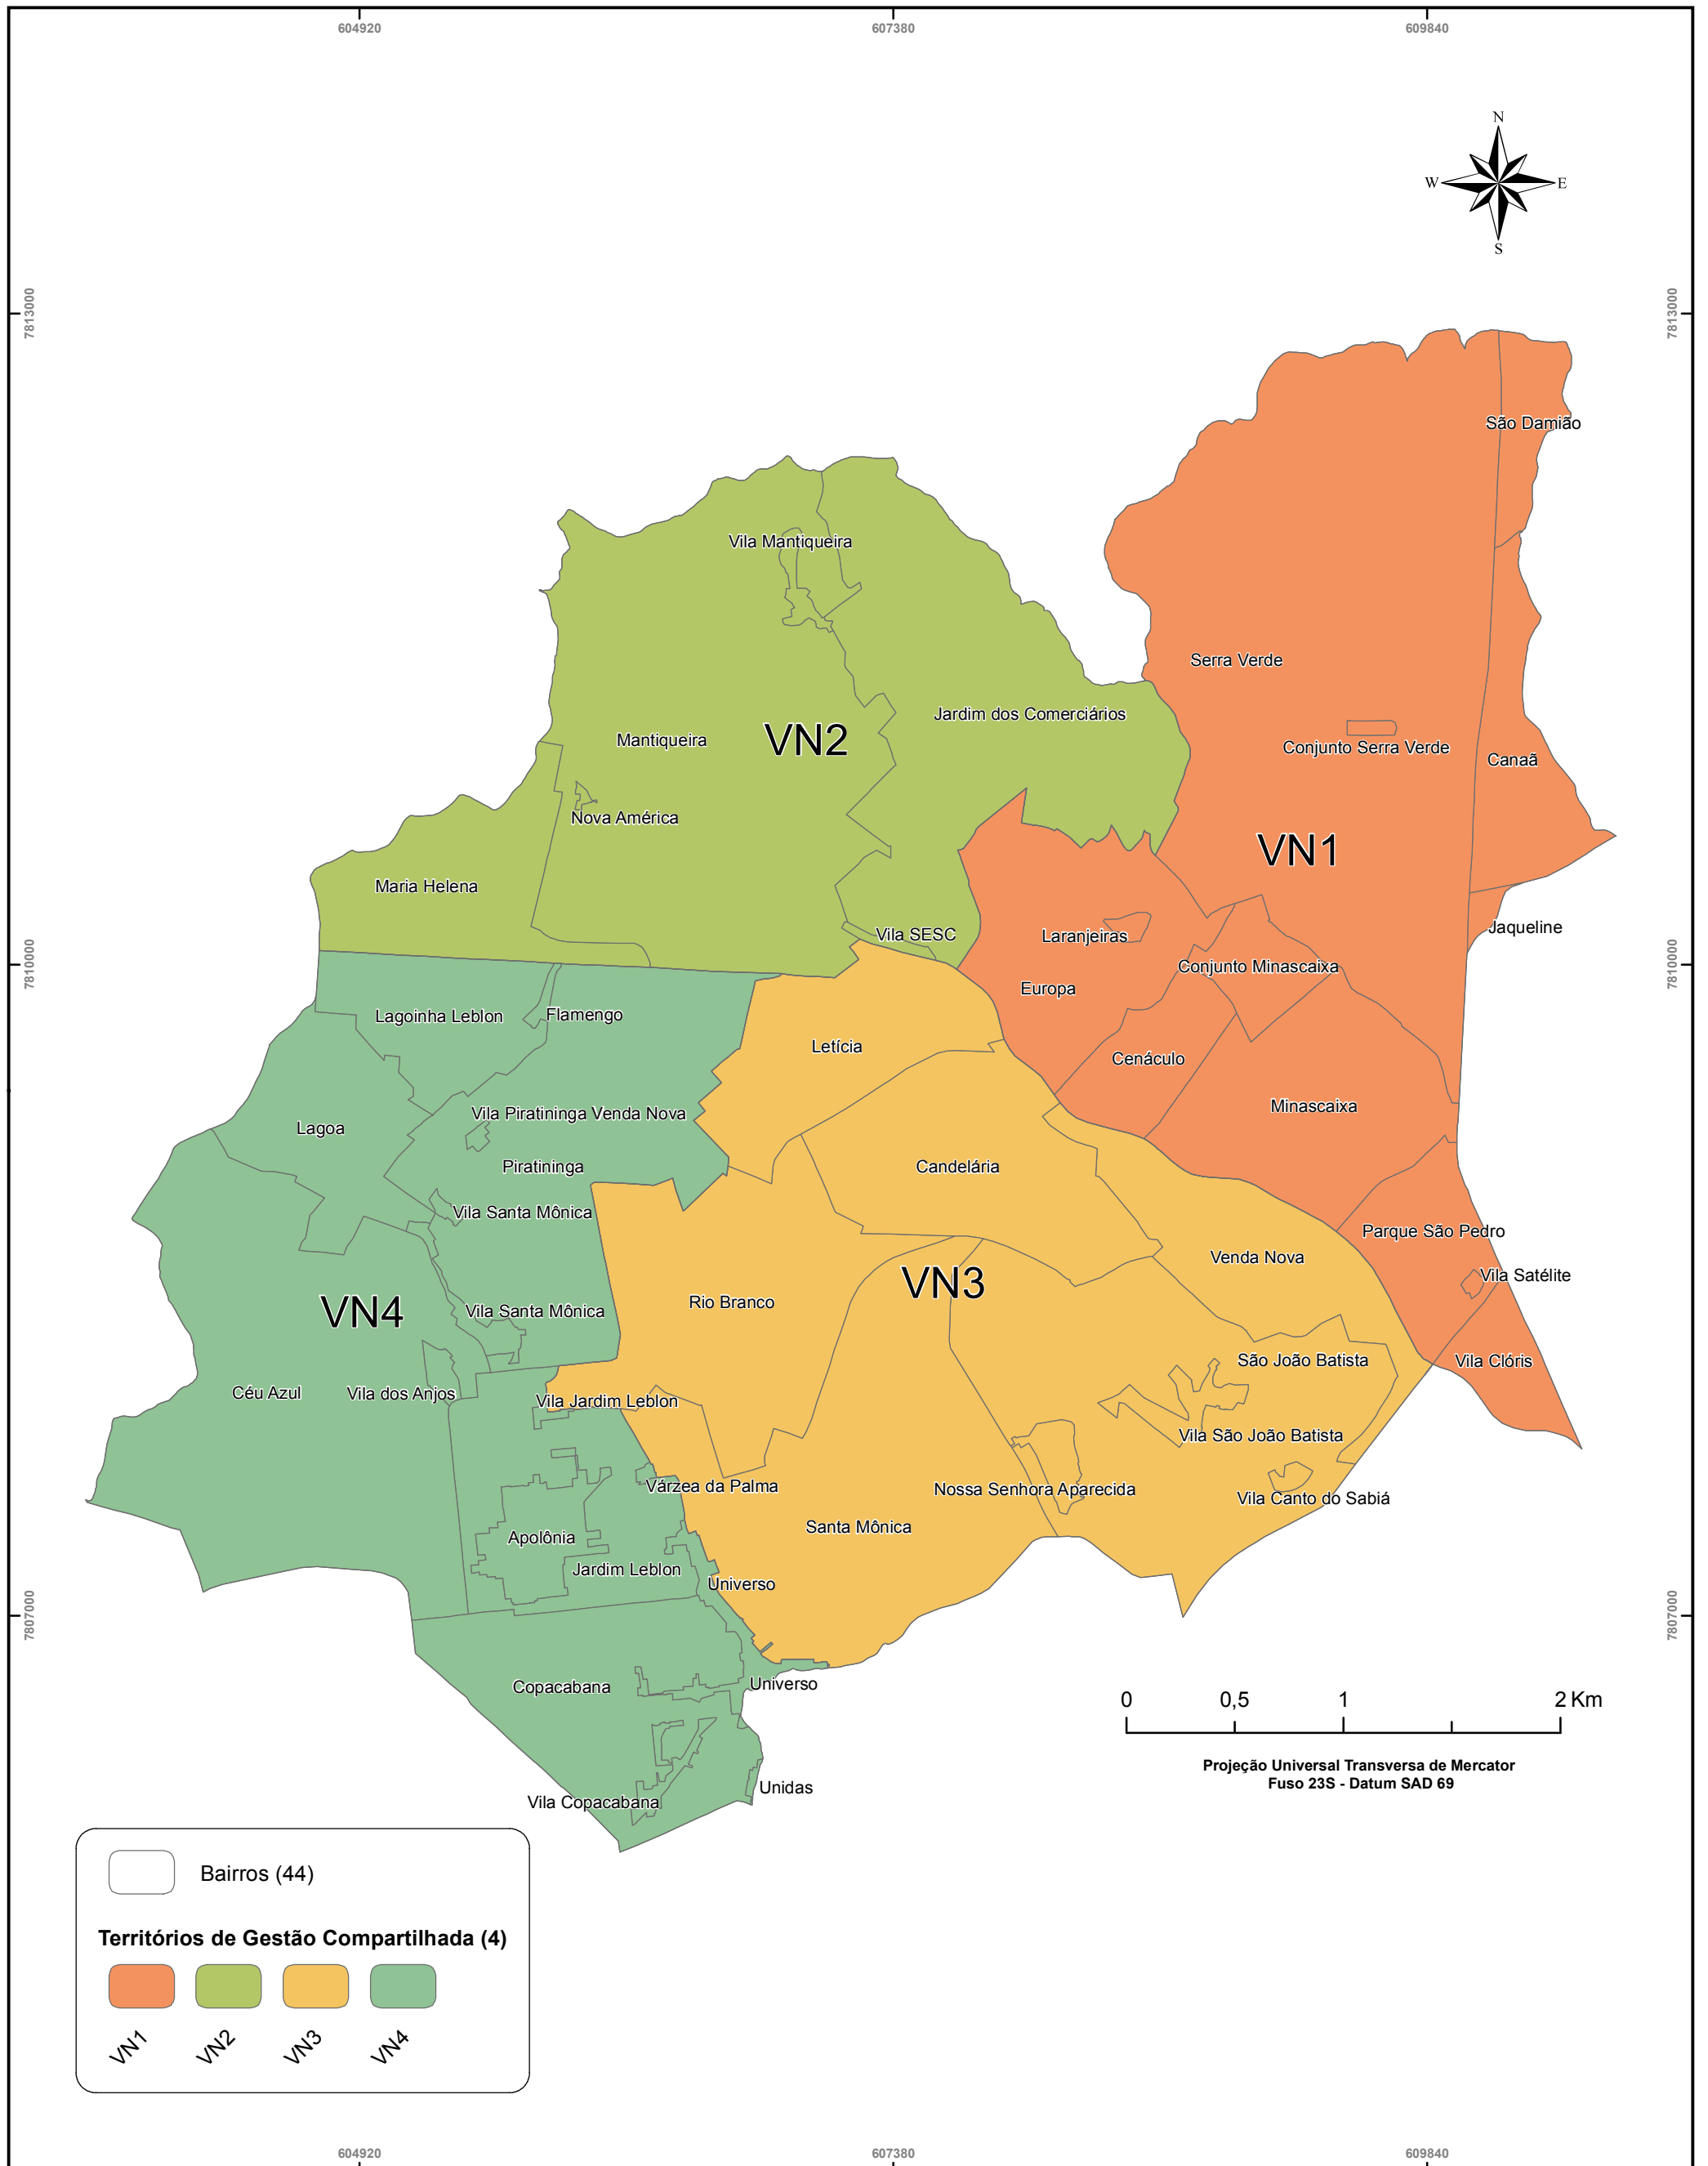 604920
607380
609840
N
W
E
S
7813000
7813000
São Damião
Vila Mantiqueira
Serra Verde
Jardim dos Comerciários
Mantiqueira
VN2
Conjunto Serra Verde
Canaã
Nova América
VN1
Maria Helena
Jaqueline
Vila SESC
Laranjeiras
7810000
7810000
Conjunto Minascaixa
Europa
Lagoinha Leblon
Flamengo
Letícia
Cenáculo
Minascaixa
Vila Piratininga Venda Nova
Lagoa
Piratininga
Candelária
Vila Santa Mônica
Parque São Pedro
Venda Nova
Vila Satélite
VN3
Rio Branco
VN4
Vila Santa Mônica
São João Batista
Vila Clóris
Céu Azul
Vila dos Anjos
Vila Jardim Leblon
Vila São João Batista
Várzea da Palma
Nossa Senhora Aparecida
Vila Canto do Sabiá
Santa Mônica
Apolônia
Jardim Leblon
Universo
7807000
7807000
Copacabana
Universo
Unidas
Vila Copacabana
0
0,5
1
2 Km
Projeção Universal Transversa de Mercator
Fuso 23S - Datum SAD 69
Bairros (44)
Territórios de Gestão Compartilhada (4)
VN1
VN2
VN3
VN4
604920
607380
609840